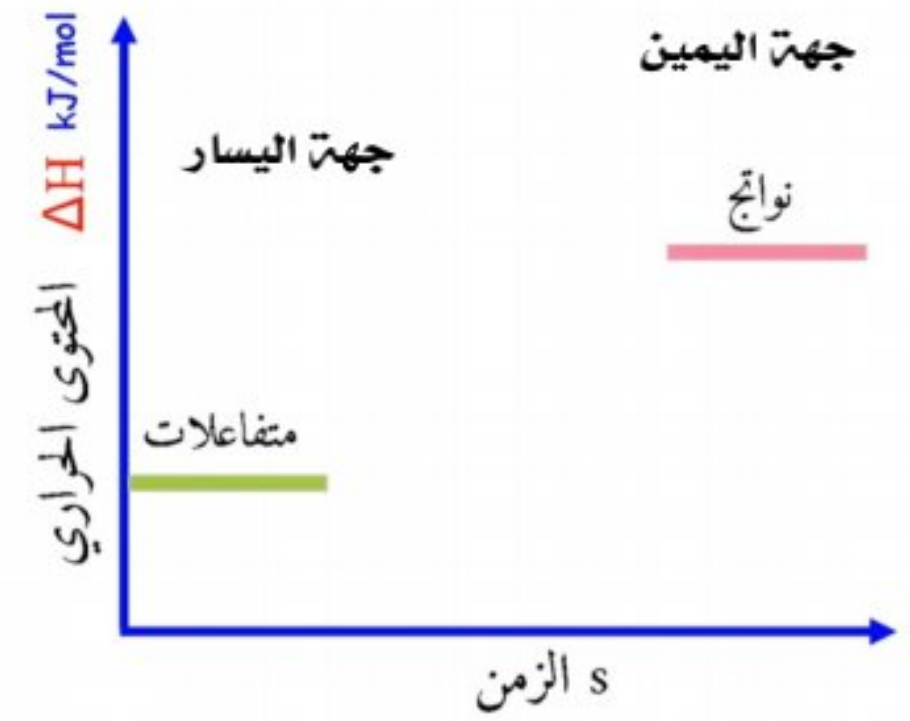 جهة اليمين
جهة اليسار
نواتج
متفاعلات
المحتوى الحراري ΔH kJ/mol
الزمن s